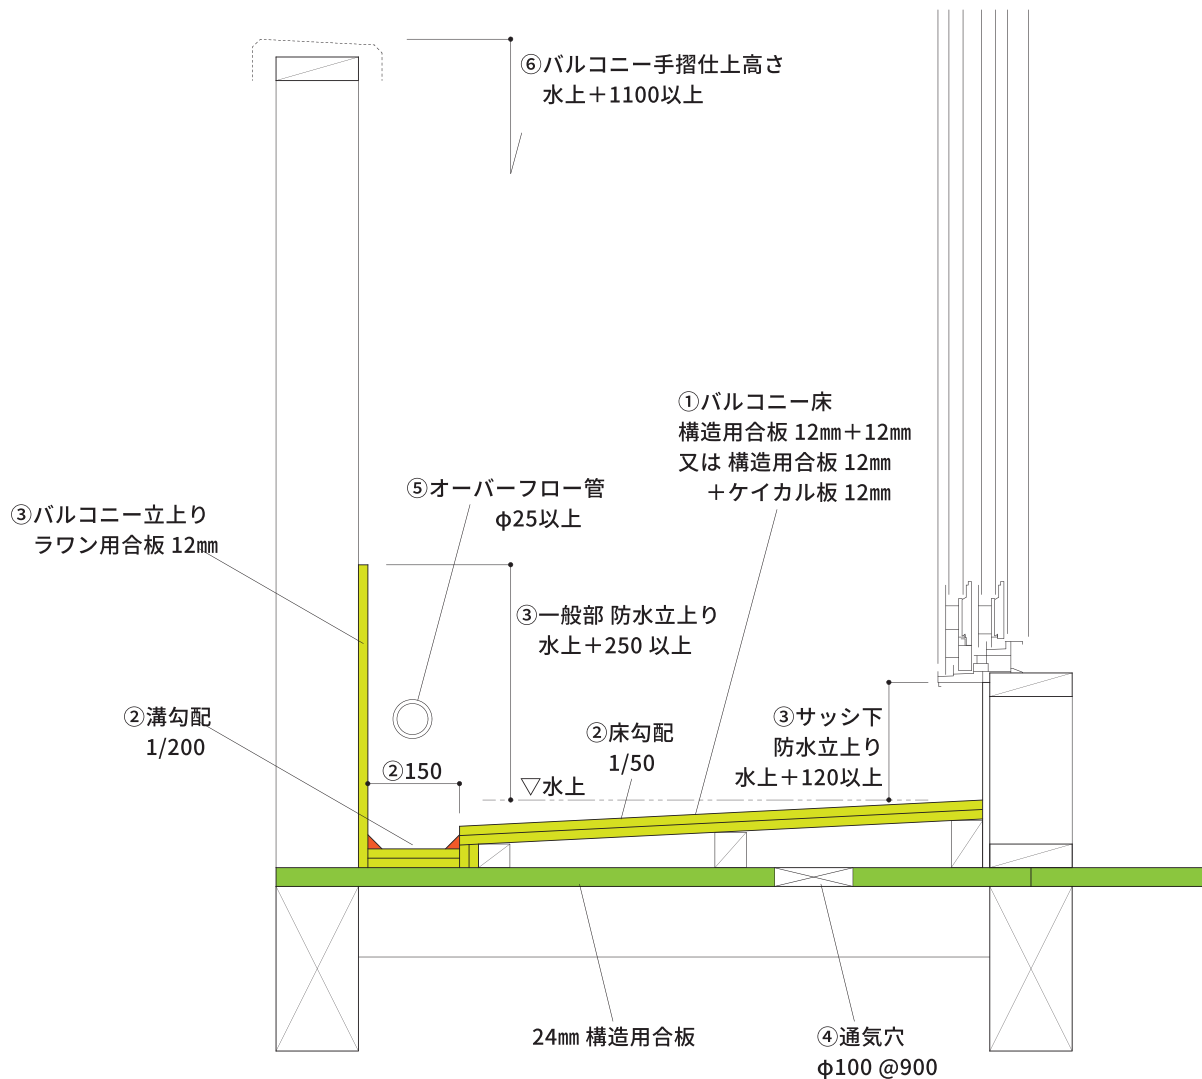 ⑥バルコニー手摺仕上高さ
水上＋1100以上
①バルコニー床
構造用合板 12㎜＋12㎜
又は 構造用合板 12㎜
＋ケイカル板 12㎜
⑤オーバーフロー管
φ25以上
③バルコニー立上り
ラワン用合板 12㎜
③一般部 防水立上り
水上＋250 以上
②溝勾配
1/200
②床勾配
1/50
③サッシ下
防水立上り
水上＋120以上
②150
▽水上
24㎜ 構造用合板
④通気穴
φ100 @900